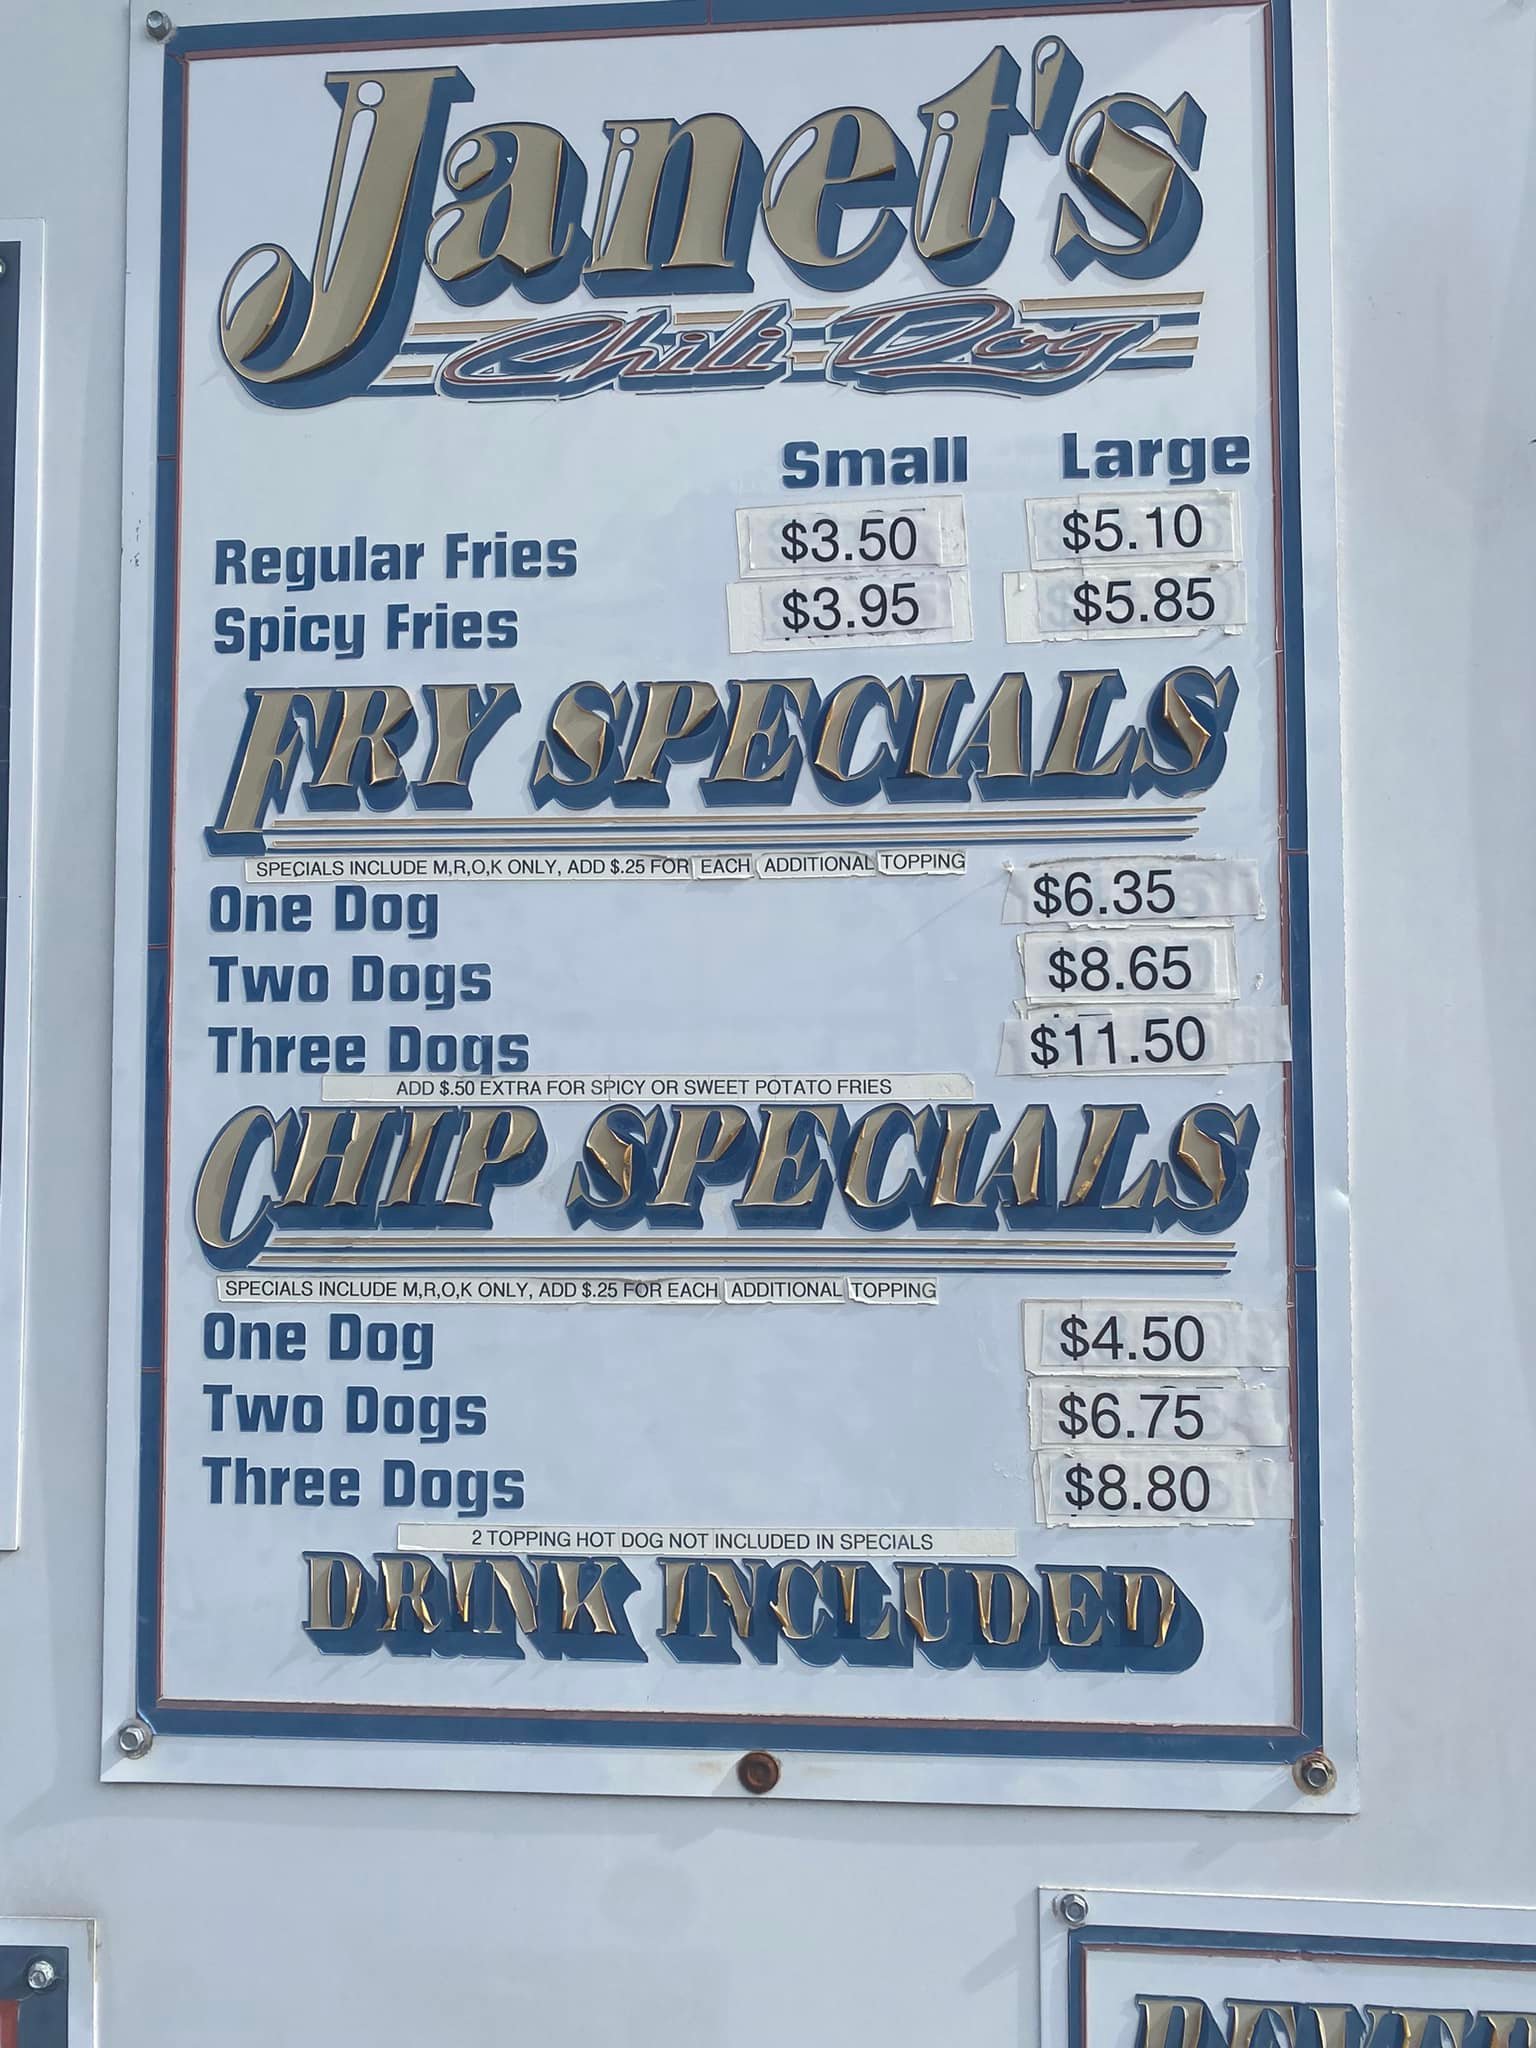 Janet's
Chili Dog
Small Large
Regular Fries $3.50 $5.10
Spicy Fries $3.95 $5.85
FRY SPECIALS
SPECIALS INCLUDE M,R,O,K ONLY, ADD $.25 FOR EACH ADDITIONAL TOPPING
One Dog $6.35
Two Dogs $8.65
Three Dogs $11.50
ADD $.50 EXTRA FOR SPICY OR SWEET POTATO FRIES
CHIP SPECIALS
SPECIALS INCLUDE M,R,O,K ONLY, ADD $.25 FOR EACH ADDITIONAL TOPPING
One Dog $4.50
Two Dogs $6.75
Three Dogs $8.80
2 TOPPING HOT DOG NOT INCLUDED IN SPECIALS
DRINK INCLUDED